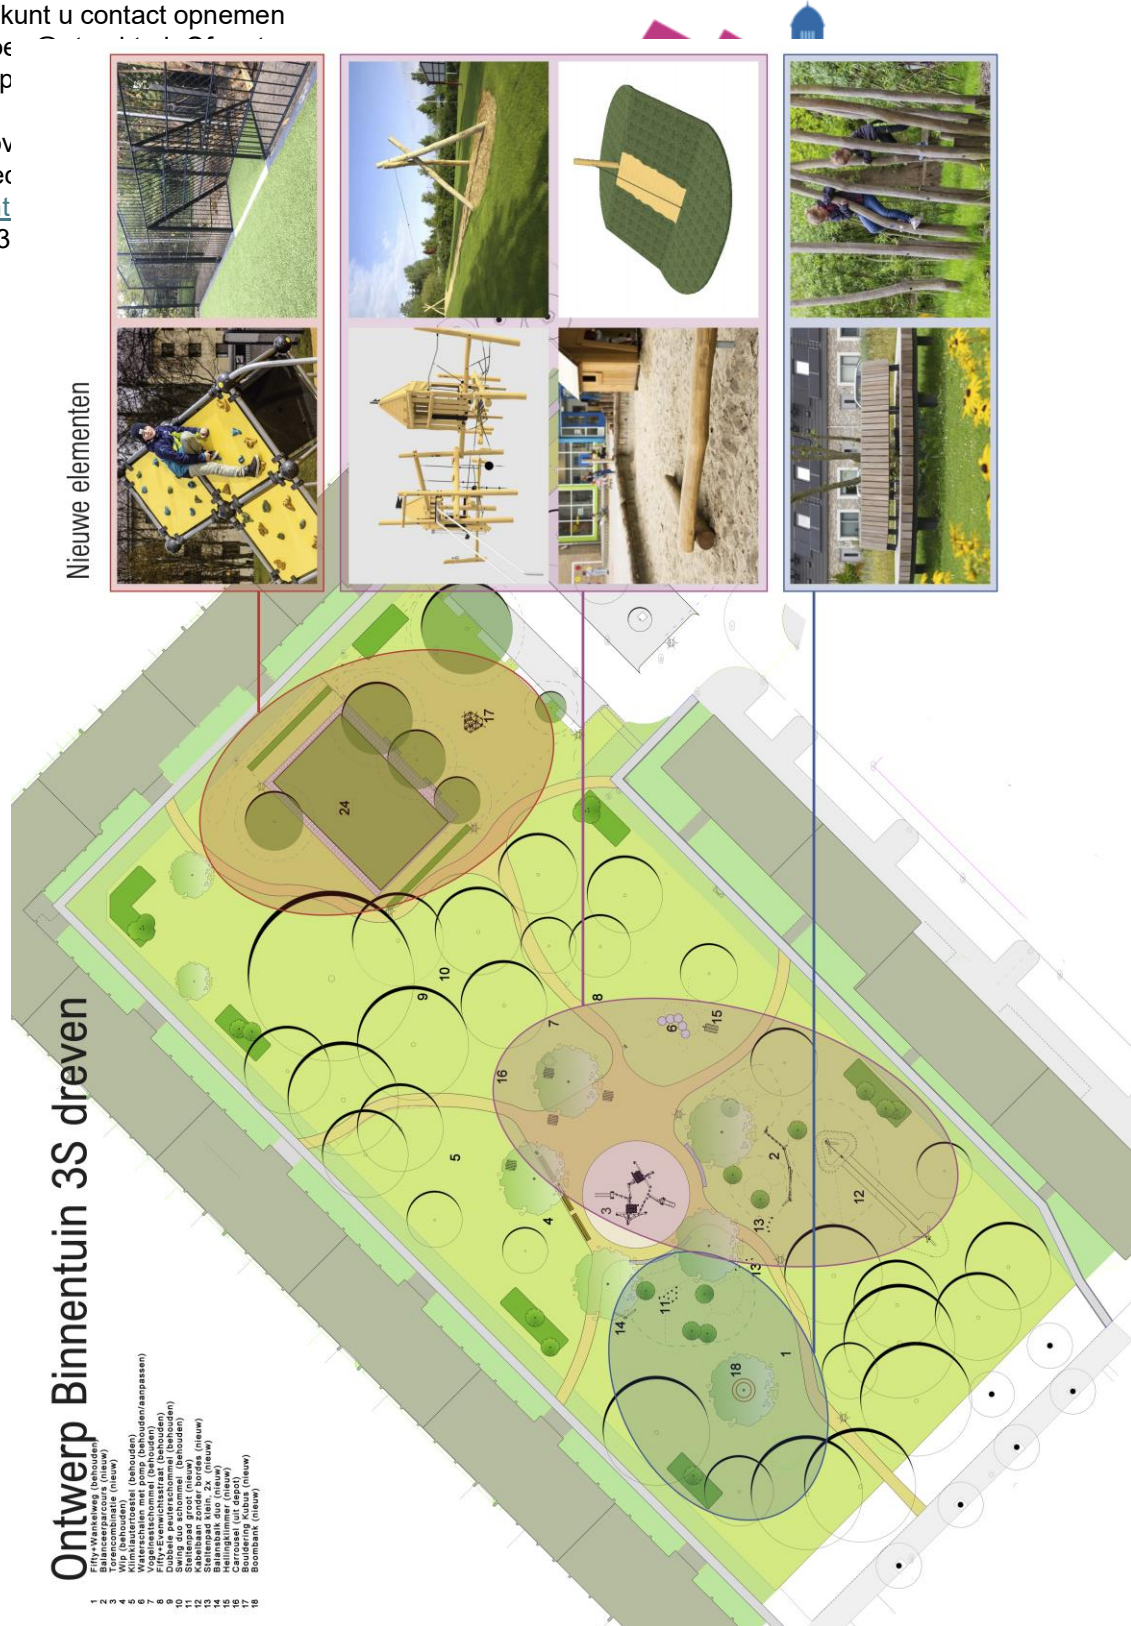 kunt u contact opnemen
Nieuwe elementen
Ontwerp Binnentuin 3S dreven
1 Fifty+Wankelweg (behouden)
2 Balanceerparcours (nieuw)
3 Torencombinatie (nieuw)
4 Wip (behouden)
5 Klimklautertoestel (behouden)
6 Waterschalen met pomp (behouden/aanpassen)
7 Vogelnestschommel (behouden)
8 Fifty+Evenwichtsstraat (behouden)
9 Dubbele peuterschommel (behouden)
10 Swing duo schommel (behouden)
11 Steltenpad groot (nieuw)
12 Kabelbaan zonder bordes (nieuw)
13 Steltenpad klein, 2x (nieuw)
14 Balansbalk duo (nieuw)
15 Hellingklimmer (nieuw)
16 Carrousel (uit depot)
17 Bouldering Kubus (nieuw)
18 Boombank (nieuw)
17
24
10
9
8
7
6
15
16
5
2
3
12
4
13
13
11
14
18
1